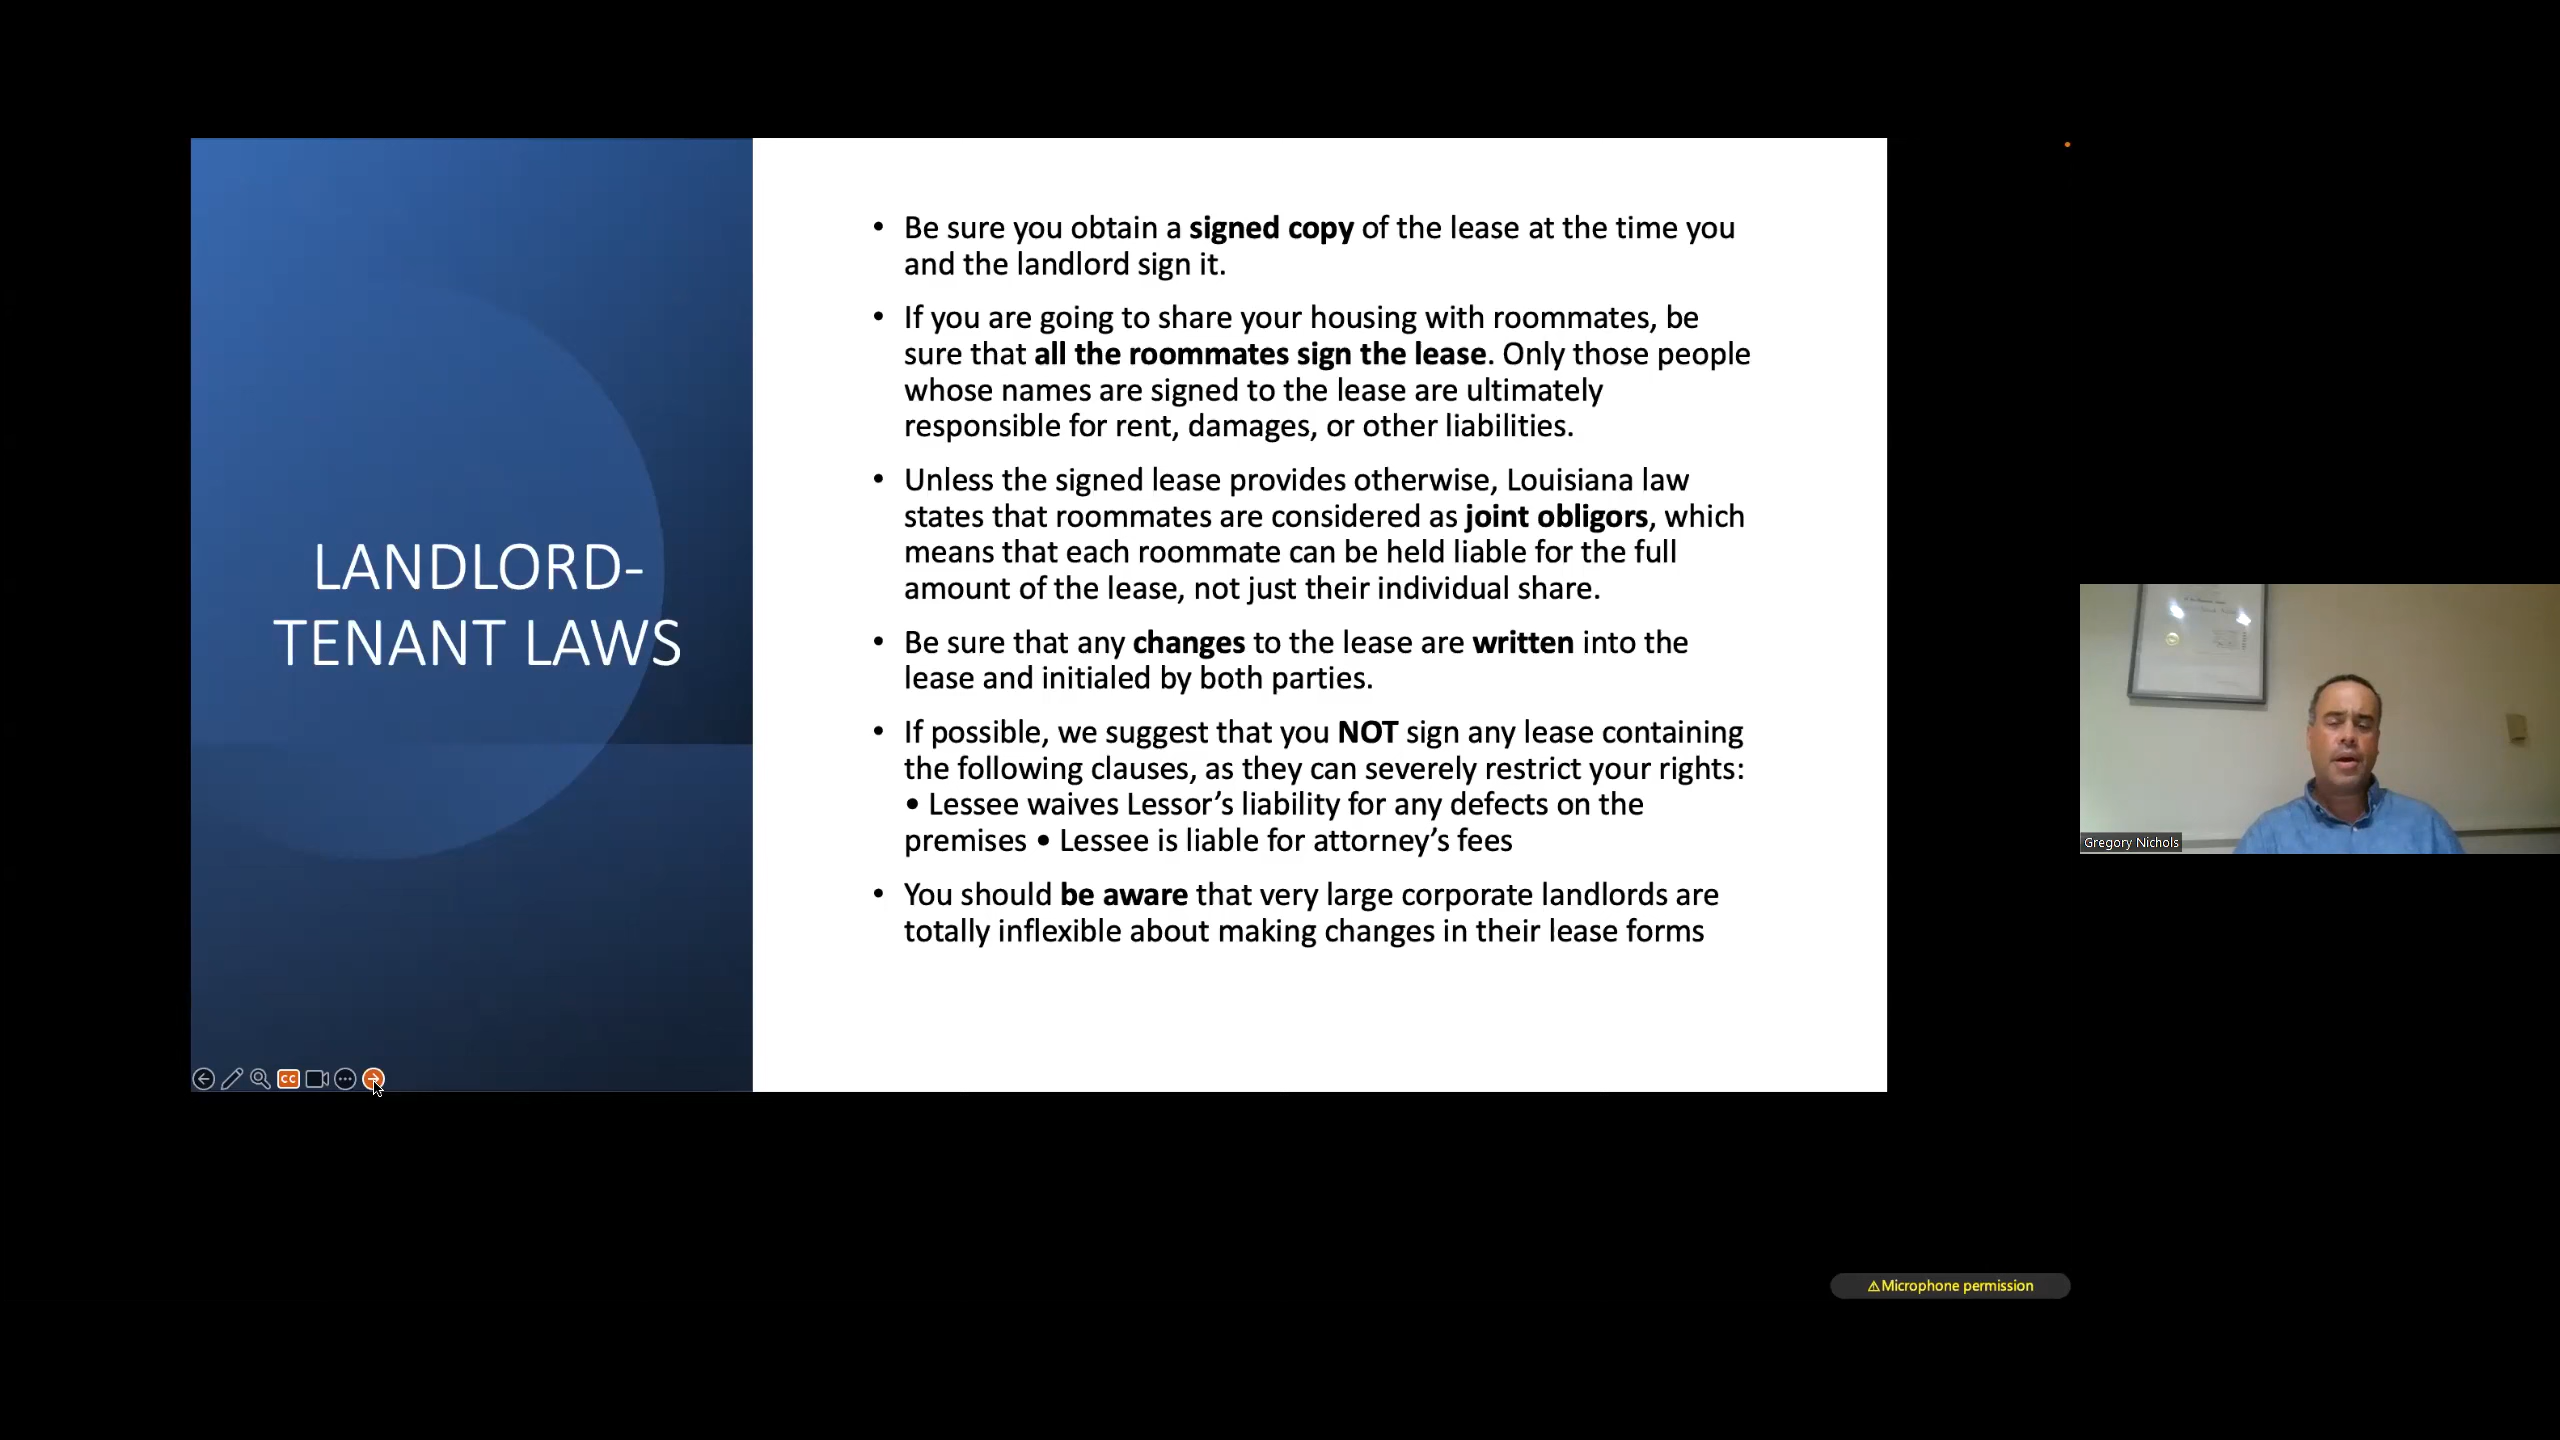 LANDLORD-
TENANT LAWS
• Be sure you obtain a signed copy of the lease at the time you
and the landlord sign it.
• If you are going to share your housing with roommates, be
sure that all the roommates sign the lease. Only those people
whose names are signed to the lease are ultimately
responsible for rent, damages, or other liabilities.
• Unless the signed lease provides otherwise, Louisiana law
states that roommates are considered as joint obligors, which
means that each roommate can be held liable for the full
amount of the lease, not just their individual share.
• Be sure that any changes to the lease are written into the
lease and initialed by both parties.
• If possible, we suggest that you NOT sign any lease containing
the following clauses, as they can severely restrict your rights:
• Lessee waives Lessor’s liability for any defects on the
premises • Lessee is liable for attorney’s fees
• You should be aware that very large corporate landlords are
totally inflexible about making changes in their lease forms
CC
Gregory Nichols
⚠Microphone permission